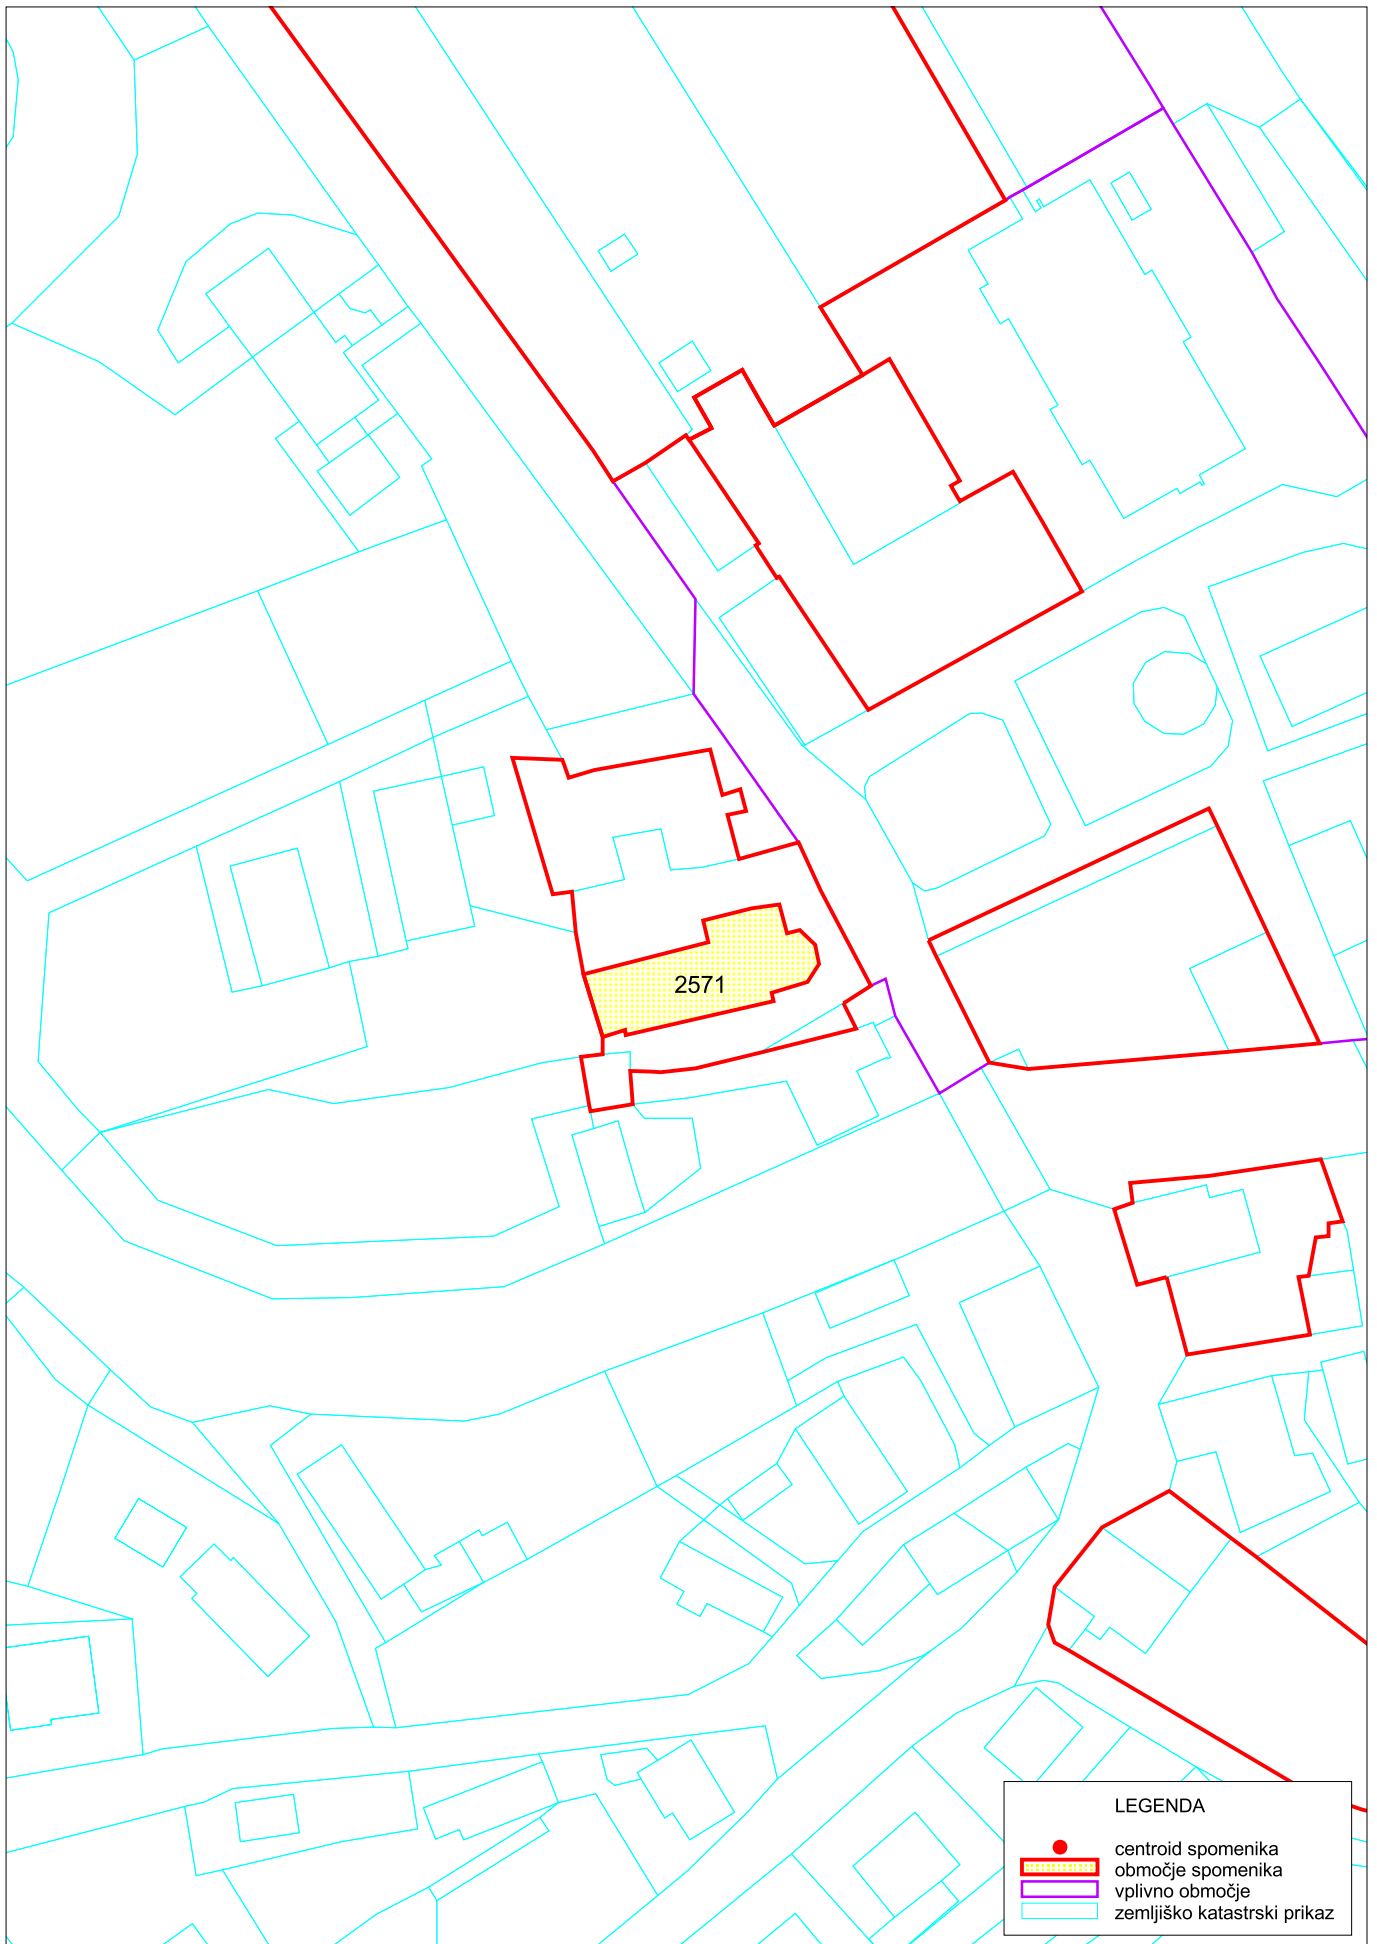 2571
LEGENDA
centroid spomenika
območje spomenika
vplivno območje
zemljiško katastrski prikaz